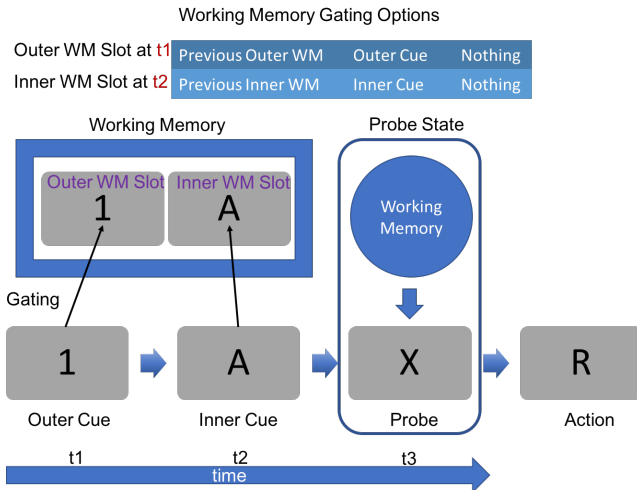 Working Memory Gating Options
Outer WM Slot at t1 Previous Outer WM Outer Cue Nothing
Inner WM Slot at t2 Previous Inner WM Inner Cue Nothing
Working Memory Probe State
Outer WM Slot Inner WM Slot
1 A
Working
Memory
Gating
1 A X R
Outer Cue Inner Cue Probe Action
t1 t2 t3
time